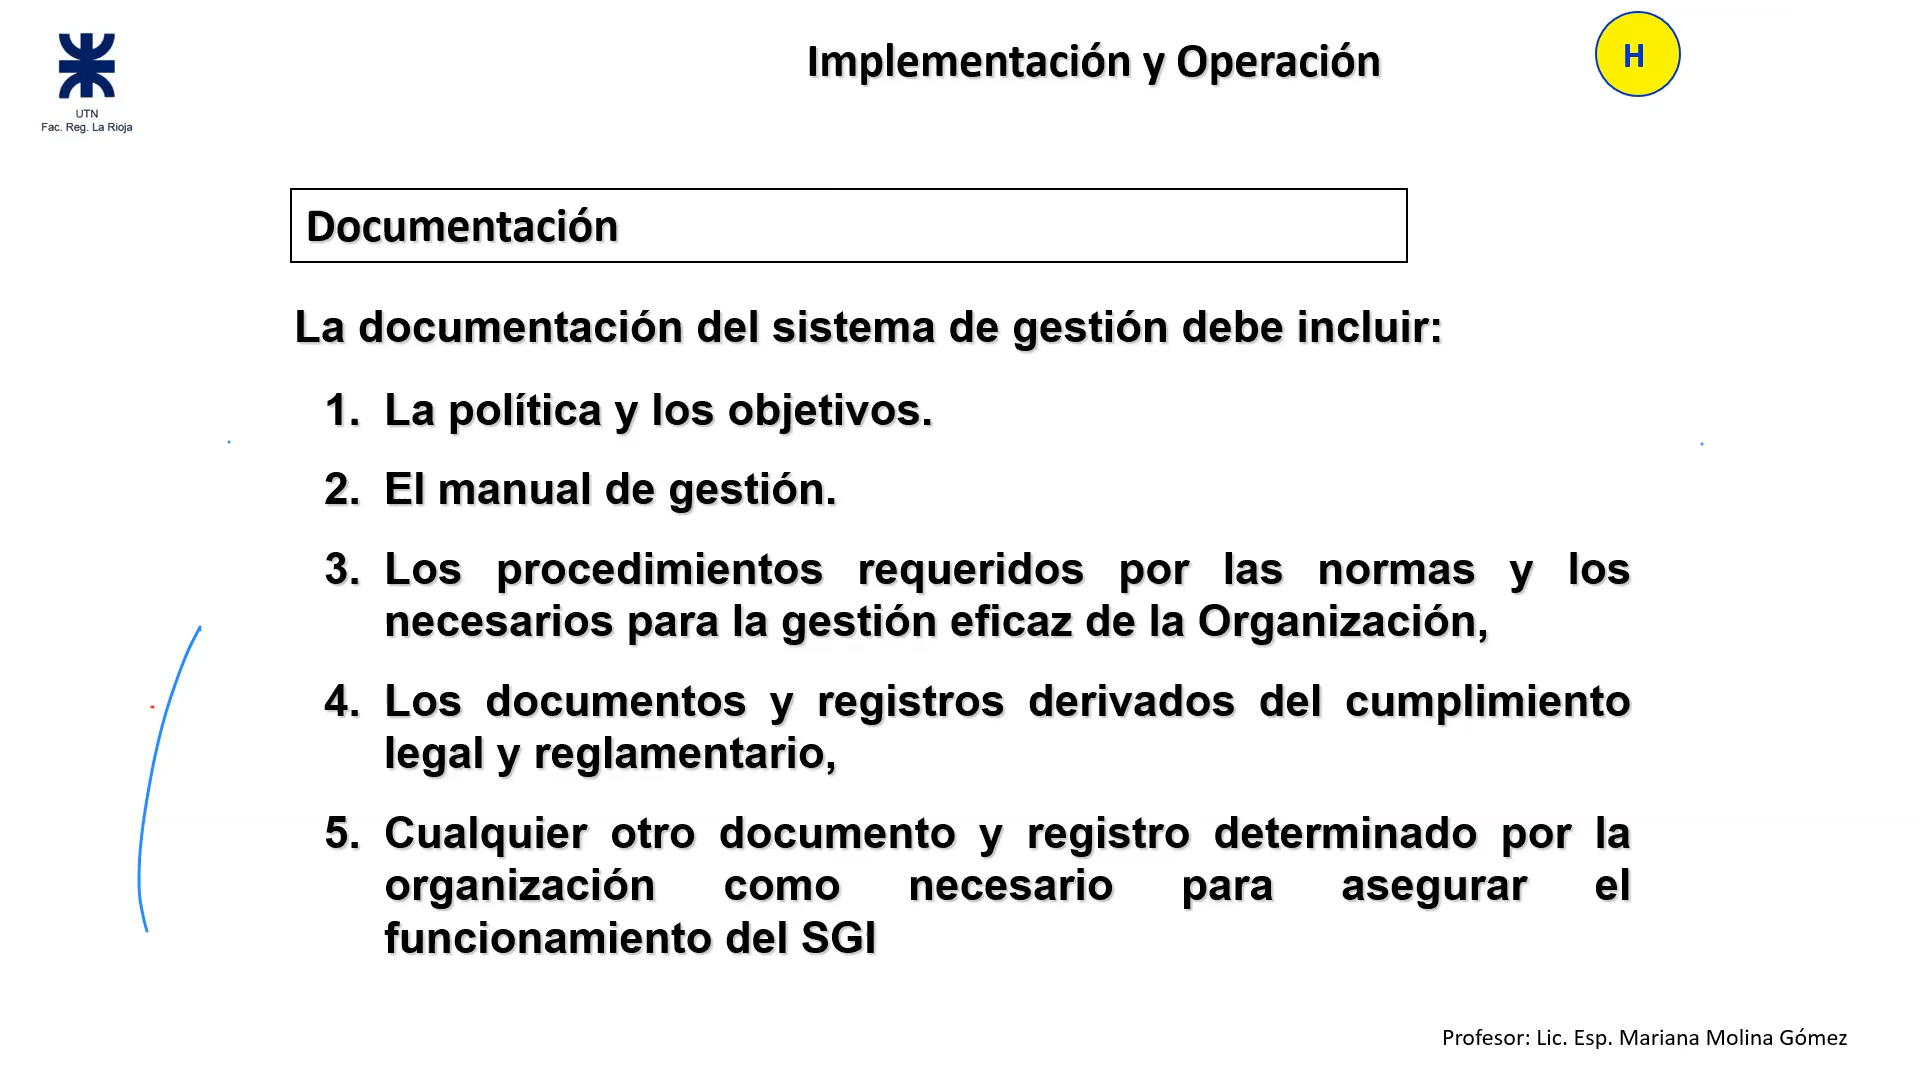 UTN
Fac. Reg. La Rioja
Implementación y Operación
H
Documentación
La documentación del sistema de gestión debe incluir:
1. La política y los objetivos.
2. El manual de gestión.
3. Los procedimientos requeridos por las normas y los
necesarios para la gestión eficaz de la Organización,
4. Los documentos y registros derivados del cumplimiento
legal y reglamentario,
5. Cualquier otro documento y registro determinado por la
organización como necesario para asegurar el
funcionamiento del SGI
Profesor: Lic. Esp. Mariana Molina Gómez